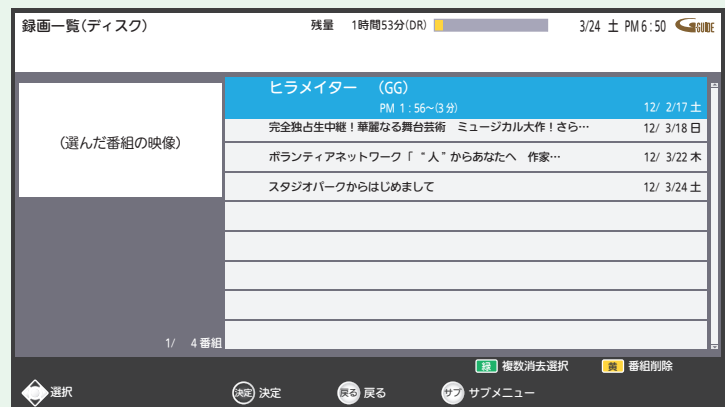 録画一覧(ディスク) 残量 1時間53分(DR) 3/24 土 PM 6:50 G GUIDE
ヒラメイター (GG)
PM 1:56~(3分) 12/ 2/17 土
(選んだ番組の映像)
完全独占生中継!華麗なる舞台芸術 ミュージカル大作!さら… 12/ 3/18 日
ボランティアネットワーク「“人”からあなたへ 作家… 12/ 3/22 木
スタジオパークからはじめまして 12/ 3/24 土
1/ 4番組
緑 複数消去選択 黄 番組削除
選択 決定 決定 戻る 戻る サブ サブメニュー